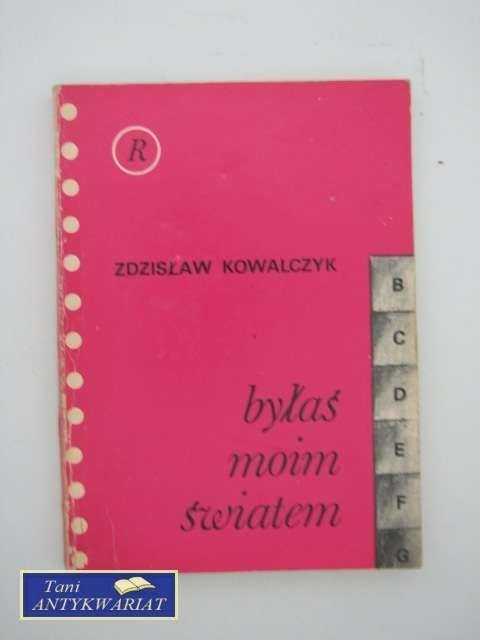 R
ZDZISŁAW KOWALCZYK
B
C
D
E
F
G
byłaś
moim
światem
Tani
ANTYKWARIAT